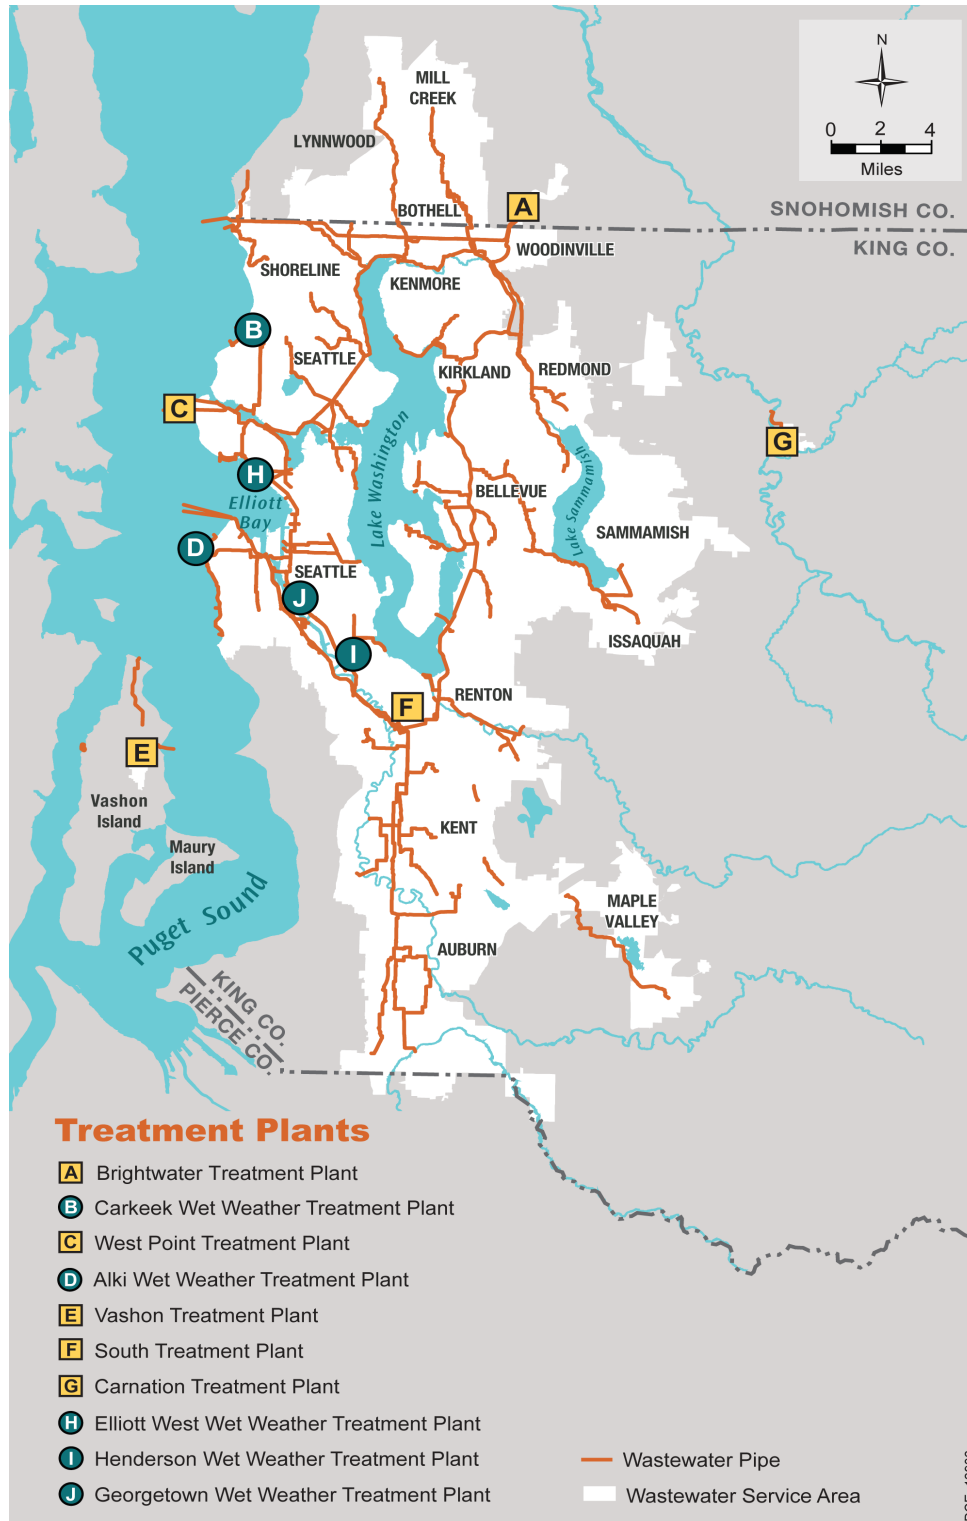 N
0 2 4
Miles
MILL
CREEK
LYNNWOOD
BOTHELL
A
SNOHOMISH CO.
KING CO.
WOODINVILLE
SHORELINE
KENMORE
B
SEATTLE
KIRKLAND
REDMOND
C
G
Lake Washington
Lake Sammamish
H
BELLEVUE
Elliott
Bay
SAMMAMISH
D
SEATTLE
J
ISSAQUAH
I
RENTON
F
E
Vashon
Island
KENT
Maury
Island
MAPLE
VALLEY
Puget Sound
AUBURN
KING CO.
PIERCE CO.
Treatment Plants
A Brightwater Treatment Plant
B Carkeek Wet Weather Treatment Plant
C West Point Treatment Plant
D Alki Wet Weather Treatment Plant
E Vashon Treatment Plant
F South Treatment Plant
G Carnation Treatment Plant
H Elliott West Wet Weather Treatment Plant
I Henderson Wet Weather Treatment Plant
J Georgetown Wet Weather Treatment Plant
Wastewater Pipe
Wastewater Service Area